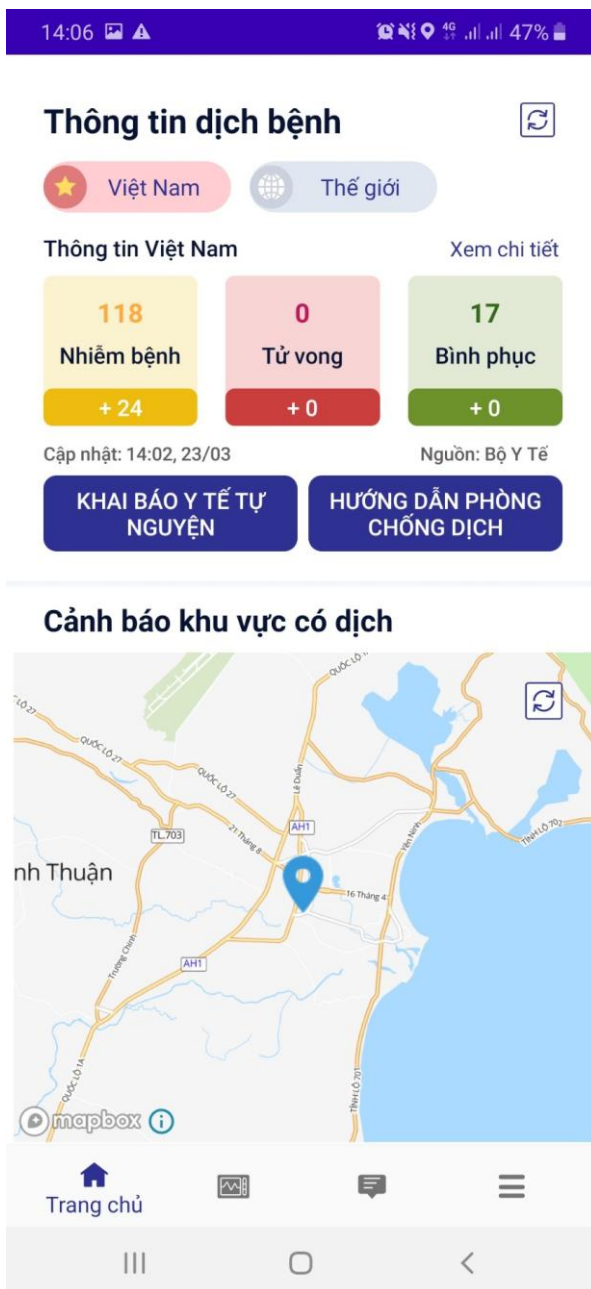 14:06
4G
47%
Thông tin dịch bệnh
Việt Nam
Thế giới
Thông tin Việt Nam
Xem chi tiết
118
Nhiễm bệnh
+ 24
0
Tử vong
+ 0
17
Bình phục
+ 0
Cập nhật: 14:02, 23/03
Nguồn: Bộ Y Tế
KHAI BÁO Y TẾ TỰ
NGUYỆN
HƯỚNG DẪN PHÒNG
CHỐNG DỊCH
Cảnh báo khu vực có dịch
QUỐC LỘ 27
QUỐC LỘ 27
Lê Duẩn
TL.703
21 Tháng 8
AH1
Yên Ninh
TỈNH LỘ 702
nh Thuận
16 Tháng 4
Trường Chinh
AH1
QUỐC LỘ 1A
TỈNH LỘ 701
mapbox
Trang chủ